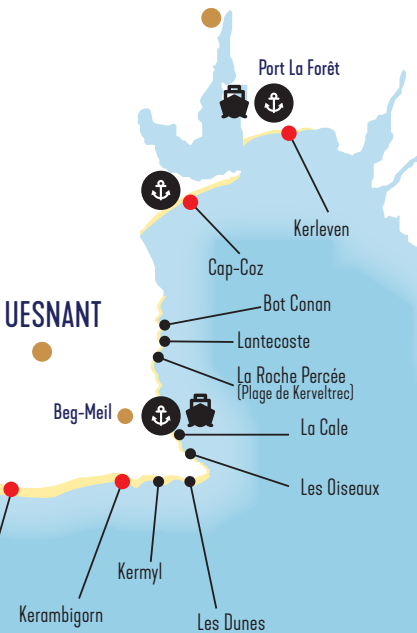 Port La Forêt
Kerleven
Cap-Coz
Bot Conan
UESNANT
Lantecoste
La Roche Percée
(Plage de Kerveltrec)
Beg-Meil
La Cale
Les Oiseaux
Kermyl
Kerambigorn
Les Dunes